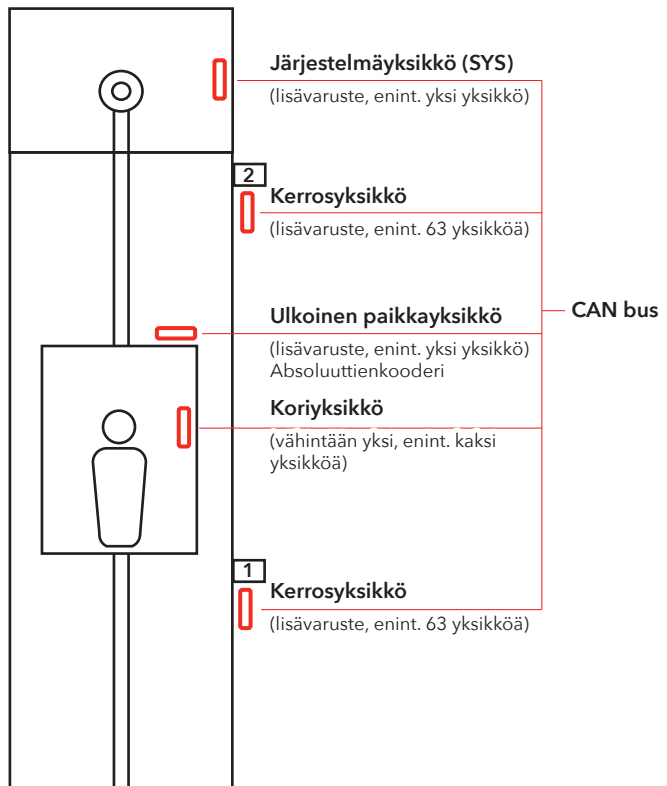 Järjestelmäyksikkö (SYS)
(lisävaruste, enint. yksi yksikkö)
2
Kerrosyksikkö
(lisävaruste, enint. 63 yksikköä)
Ulkoinen paikkayksikkö
CAN bus
(lisävaruste, enint. yksi yksikkö)
Absoluuttienkooderi
Koriyksikkö
(vähintään yksi, enint. kaksi
yksikköä)
1
Kerrosyksikkö
(lisävaruste, enint. 63 yksikköä)